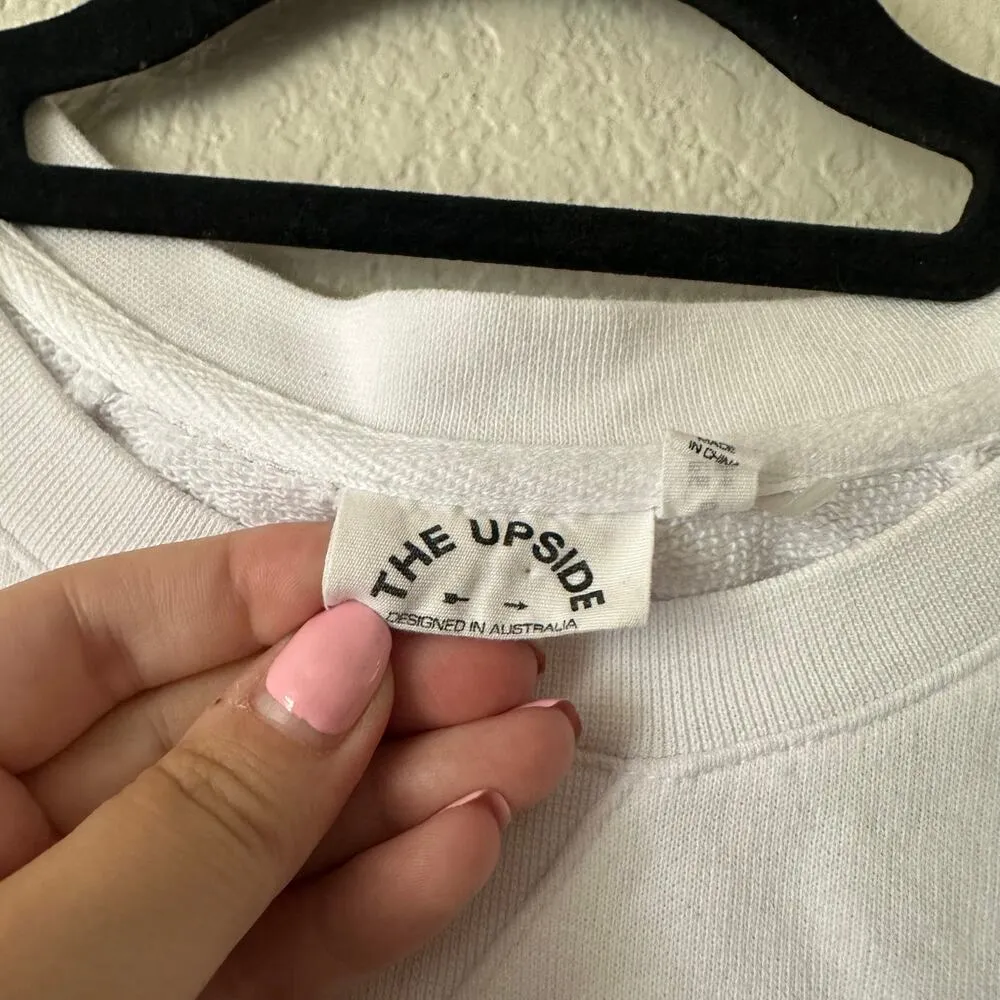 THE UPSIDE
DESIGNED IN AUSTRALIA
MADE
IN CHINA